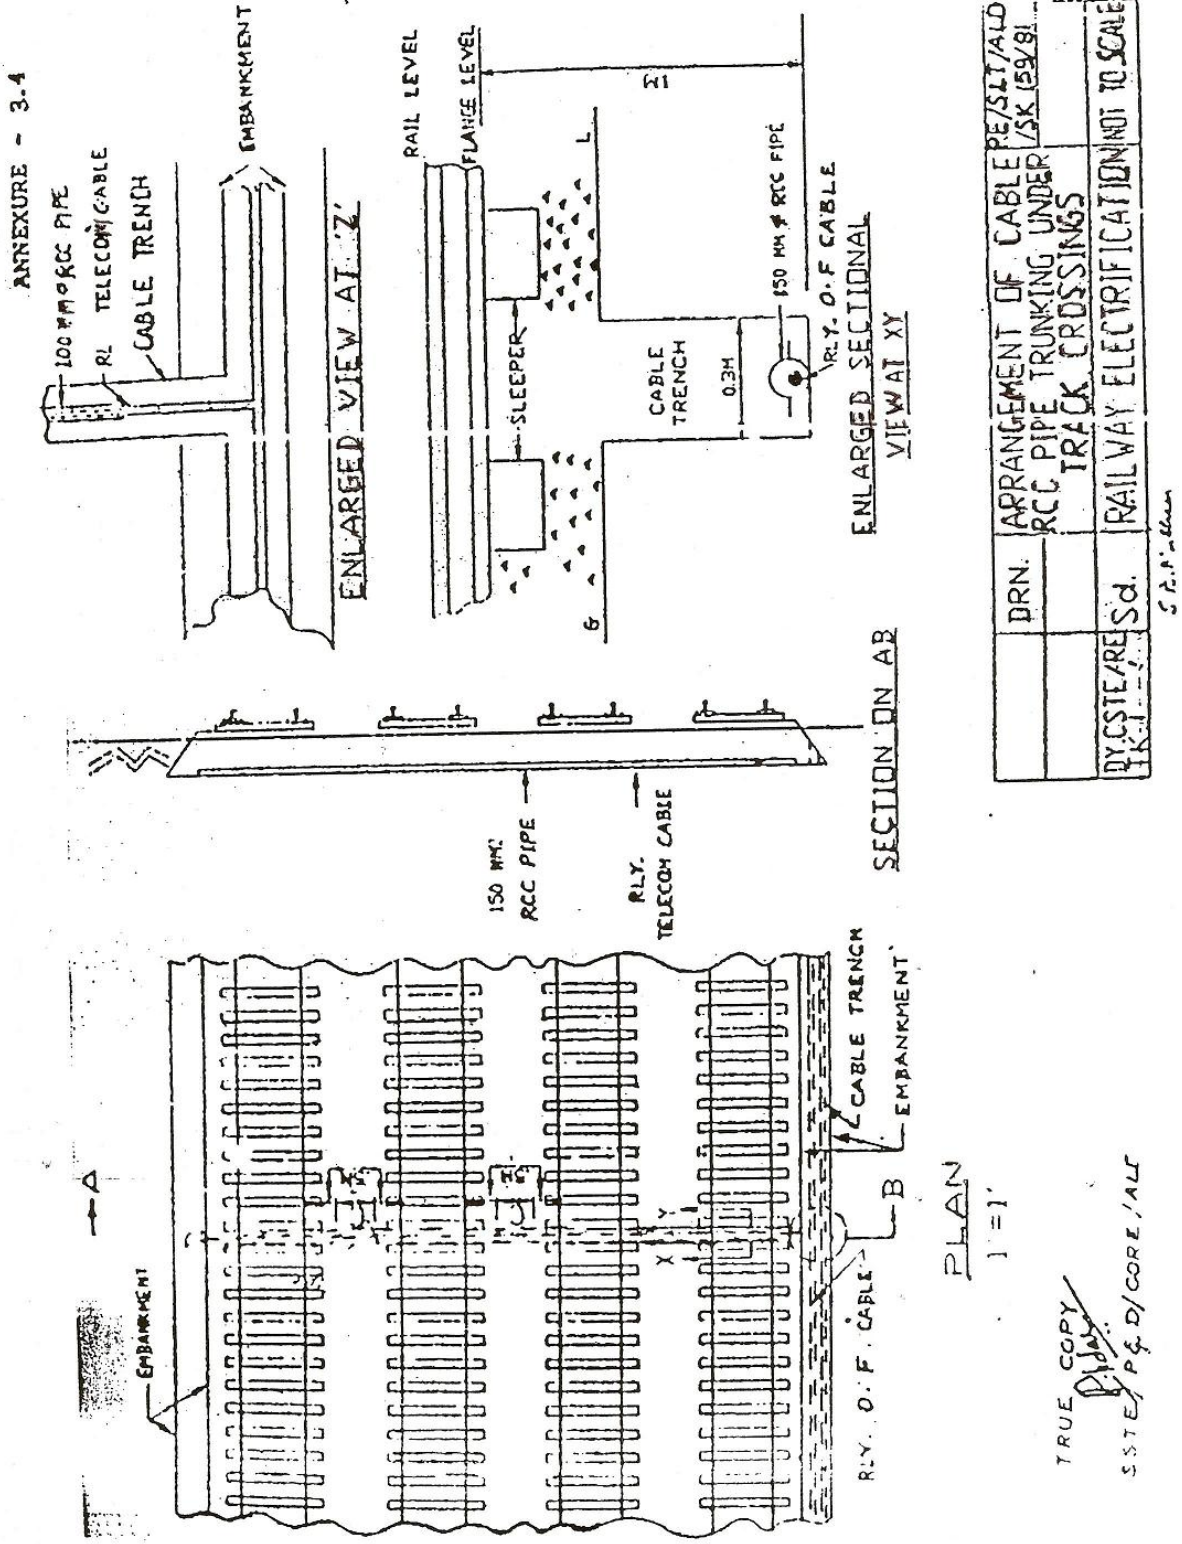 ANNEXURE - 3.4
100 MM Ø RCC PIPE
RL TELECOM CABLE
CABLE TRENCH
EMBANKMENT
ENLARGED VIEW AT 'Z'
RAIL LEVEL
FLANGE LEVEL
SLEEPER
G L
CABLE
TRENCH
0.3M
150 MM Ø RCC PIPE
RLY. O.F CABLE
ENLARGED SECTIONAL
VIEW AT XY
150 MM.
RCC PIPE
RLY.
TELECOM CABLE
SECTION ON AB
A
EMBANKMENT
X Y
RLY. O.F. CABLE
B
CABLE TRENCH
EMBANKMENT
PLAN
1'=1'
TRUE COPY
SSTE/P&D/CORE/ALD
DRN.
ARRANGEMENT OF CABLE
RCC PIPE TRUNKING UNDER
TRACK CROSSINGS
RE/S&T/ALD
/SK 159/81
DY.CSTE/RE
Sd.
RAILWAY ELECTRIFICATION
NOT TO SCALE